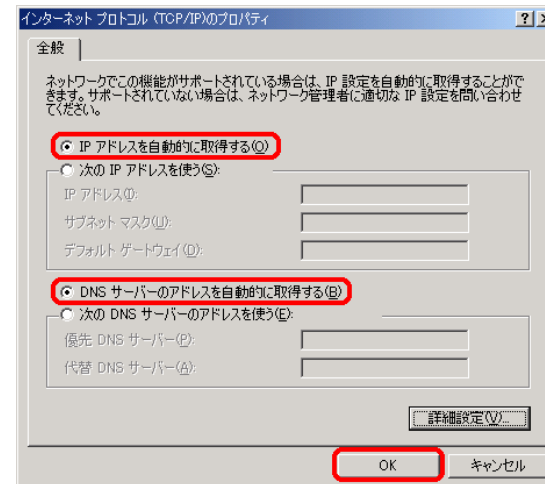 インターネット プロトコル (TCP/IP)のプロパティ
全般
ネットワークでこの機能がサポートされている場合は、IP 設定を自動的に取得することがで
きます。サポートされていない場合は、ネットワーク管理者に適切な IP 設定を問い合わせ
てください。
IP アドレスを自動的に取得する(O)
次の IP アドレスを使う(S):
IP アドレス(I):
サブネット マスク(U):
デフォルト ゲートウェイ(D):
DNS サーバーのアドレスを自動的に取得する(B)
次の DNS サーバーのアドレスを使う(E):
優先 DNS サーバー(P):
代替 DNS サーバー(A):
詳細設定(V)...
OK
キャンセル